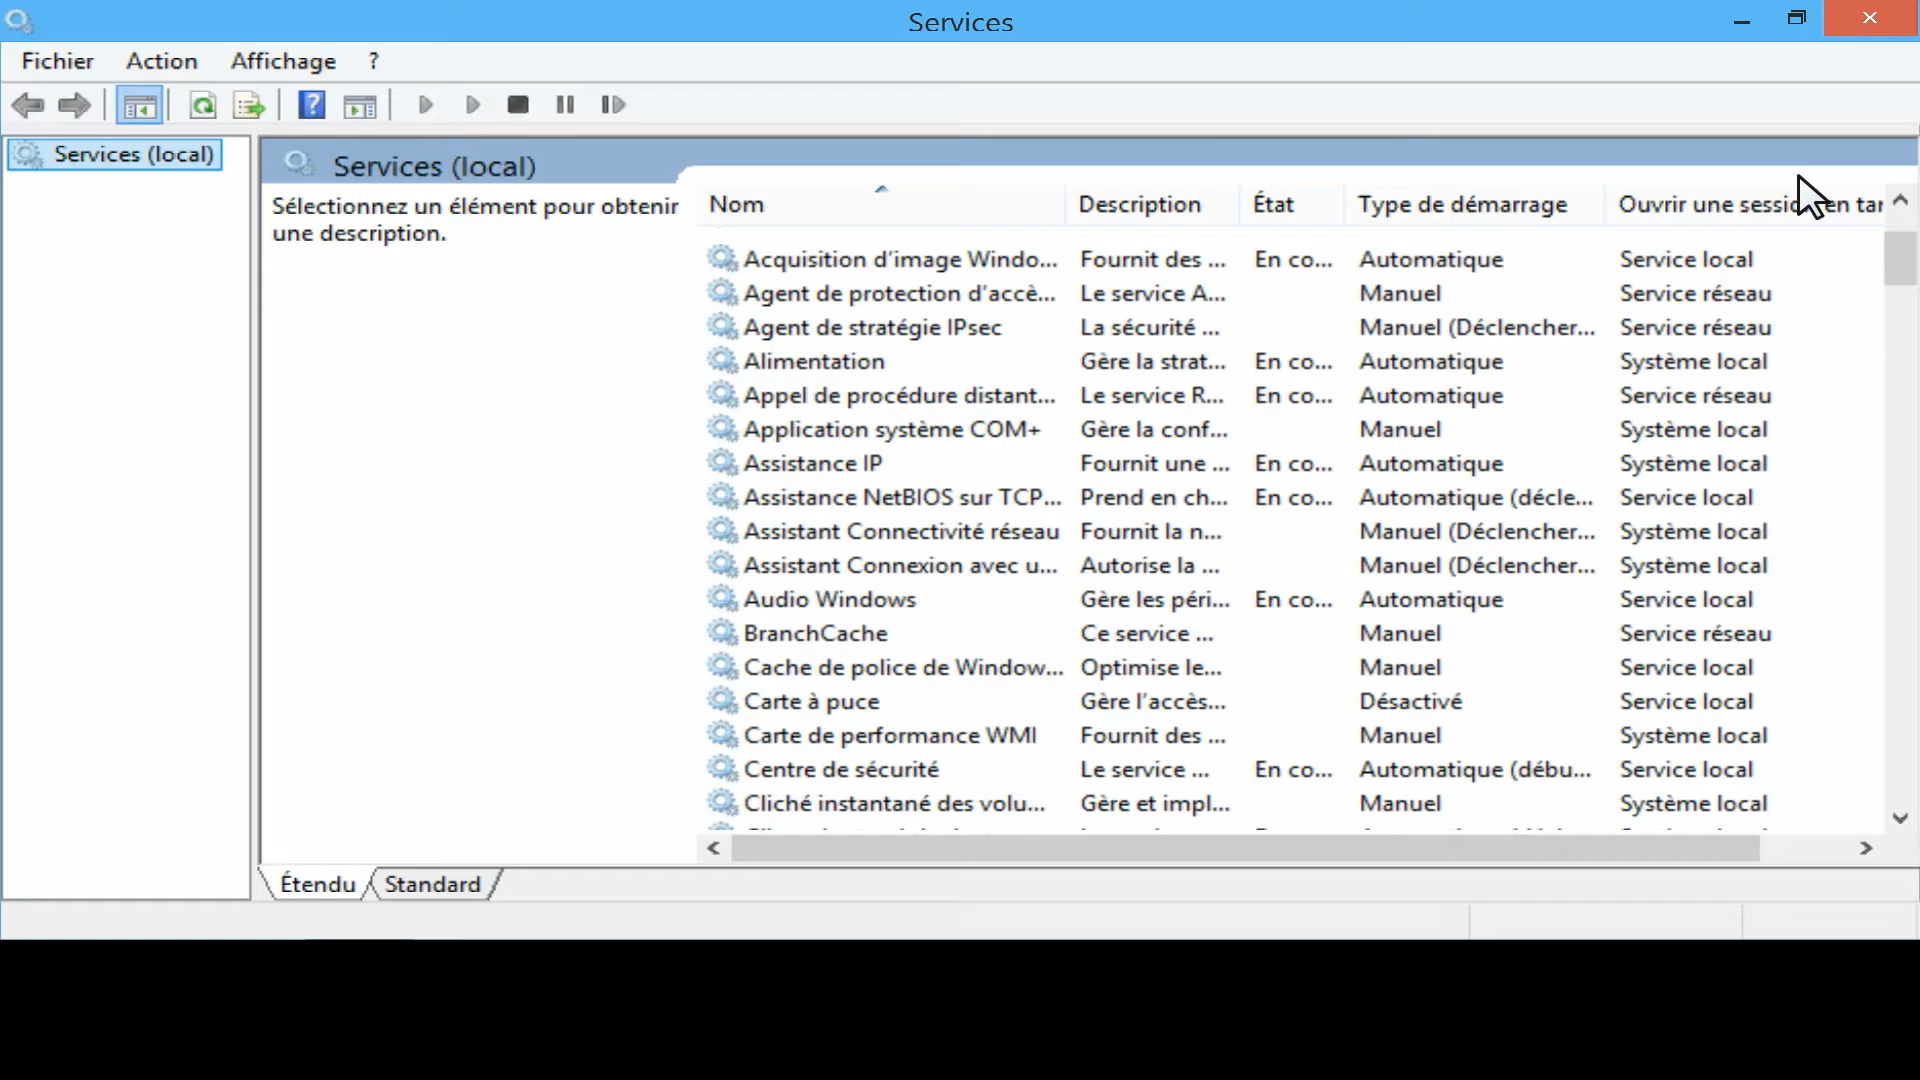 Services
Fichier Action Affichage ?
Services (local)
Services (local)
Sélectionnez un élément pour obtenir
une description.
Nom Description État Type de démarrage Ouvrir une sessi en tan
Acquisition d'image Windo... Fournit des ... En co... Automatique Service local
Agent de protection d'accè... Le service A... Manuel Service réseau
Agent de stratégie IPsec La sécurité ... Manuel (Déclencher... Service réseau
Alimentation Gère la strat... En co... Automatique Système local
Appel de procédure distant... Le service R... En co... Automatique Service réseau
Application système COM+ Gère la conf... Manuel Système local
Assistance IP Fournit une ... En co... Automatique Système local
Assistance NetBIOS sur TCP... Prend en ch... En co... Automatique (décle... Service local
Assistant Connectivité réseau Fournit la n... Manuel (Déclencher... Système local
Assistant Connexion avec u... Autorise la ... Manuel (Déclencher... Système local
Audio Windows Gère les péri... En co... Automatique Service local
BranchCache Ce service ... Manuel Service réseau
Cache de police de Window... Optimise le... Manuel Service local
Carte à puce Gère l'accès... Désactivé Service local
Carte de performance WMI Fournit des ... Manuel Système local
Centre de sécurité Le service ... En co... Automatique (débu... Service local
Cliché instantané des volu... Gère et impl... Manuel Système local
Étendu Standard